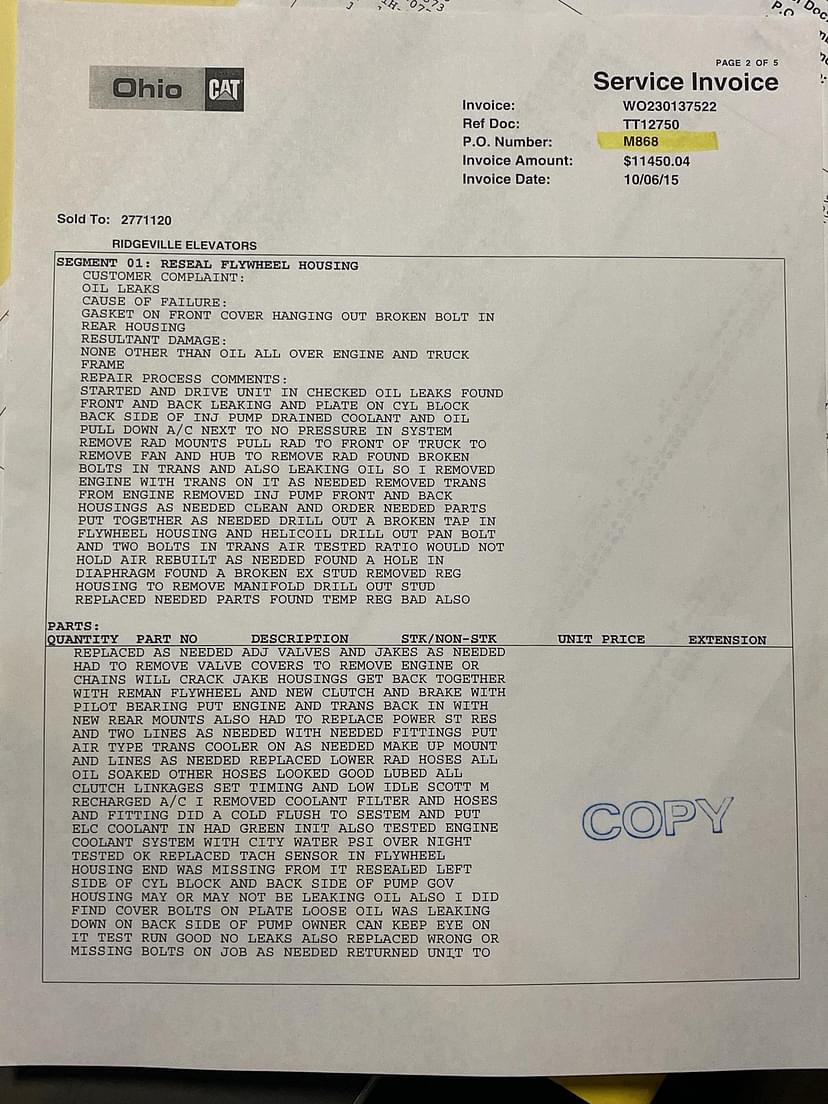 Ohio CAT
PAGE 2 OF 5
Service Invoice
Invoice: WO230137522
Ref Doc: TT12750
P.O. Number: M868
Invoice Amount: $11450.04
Invoice Date: 10/06/15
Sold To: 2771120
RIDGEVILLE ELEVATORS
SEGMENT 01: RESEAL FLYWHEEL HOUSING
CUSTOMER COMPLAINT:
OIL LEAKS
CAUSE OF FAILURE:
GASKET ON FRONT COVER HANGING OUT BROKEN BOLT IN
REAR HOUSING
RESULTANT DAMAGE:
NONE OTHER THAN OIL ALL OVER ENGINE AND TRUCK
FRAME
REPAIR PROCESS COMMENTS:
STARTED AND DRIVE UNIT IN CHECKED OIL LEAKS FOUND
FRONT AND BACK LEAKING AND PLATE ON CYL BLOCK
BACK SIDE OF INJ PUMP DRAINED COOLANT AND OIL
PULL DOWN A/C NEXT TO NO PRESSURE IN SYSTEM
REMOVE RAD MOUNTS PULL RAD TO FRONT OF TRUCK TO
REMOVE FAN AND HUB TO REMOVE RAD FOUND BROKEN
BOLTS IN TRANS AND ALSO LEAKING OIL SO I REMOVED
ENGINE WITH TRANS ON IT AS NEEDED REMOVED TRANS
FROM ENGINE REMOVED INJ PUMP FRONT AND BACK
HOUSINGS AS NEEDED CLEAN AND ORDER NEEDED PARTS
PUT TOGETHER AS NEEDED DRILL OUT A BROKEN TAP IN
FLYWHEEL HOUSING AND HELICOIL DRILL OUT PAN BOLT
AND TWO BOLTS IN TRANS AIR TESTED RATIO WOULD NOT
HOLD AIR REBUILT AS NEEDED FOUND A HOLE IN
DIAPHRAGM FOUND A BROKEN EX STUD REMOVED REG
HOUSING TO REMOVE MANIFOLD DRILL OUT STUD
REPLACED NEEDED PARTS FOUND TEMP REG BAD ALSO
PARTS:
QUANTITY PART NO DESCRIPTION STK/NON-STK UNIT PRICE EXTENSION
REPLACED AS NEEDED ADJ VALVES AND JAKES AS NEEDED
HAD TO REMOVE VALVE COVERS TO REMOVE ENGINE OR
CHAINS WILL CRACK JAKE HOUSINGS GET BACK TOGETHER
WITH REMAN FLYWHEEL AND NEW CLUTCH AND BRAKE WITH
PILOT BEARING PUT ENGINE AND TRANS BACK IN WITH
NEW REAR MOUNTS ALSO HAD TO REPLACE POWER ST RES
AND TWO LINES AS NEEDED WITH NEEDED FITTINGS PUT
AIR TYPE TRANS COOLER ON AS NEEDED MAKE UP MOUNT
AND LINES AS NEEDED REPLACED LOWER RAD HOSES ALL
OIL SOAKED OTHER HOSES LOOKED GOOD LUBED ALL
CLUTCH LINKAGES SET TIMING AND LOW IDLE SCOTT M
RECHARGED A/C I REMOVED COOLANT FILTER AND HOSES
AND FITTING DID A COLD FLUSH TO SESTEM AND PUT
ELC COOLANT IN HAD GREEN INIT ALSO TESTED ENGINE
COOLANT SYSTEM WITH CITY WATER PSI OVER NIGHT
TESTED OK REPLACED TACH SENSOR IN FLYWHEEL
HOUSING END WAS MISSING FROM IT RESEALED LEFT
SIDE OF CYL BLOCK AND BACK SIDE OF PUMP GOV
HOUSING MAY OR MAY NOT BE LEAKING OIL ALSO I DID
FIND COVER BOLTS ON PLATE LOOSE OIL WAS LEAKING
DOWN ON BACK SIDE OF PUMP OWNER CAN KEEP EYE ON
IT TEST RUN GOOD NO LEAKS ALSO REPLACED WRONG OR
MISSING BOLTS ON JOB AS NEEDED RETURNED UNIT TO
COPY